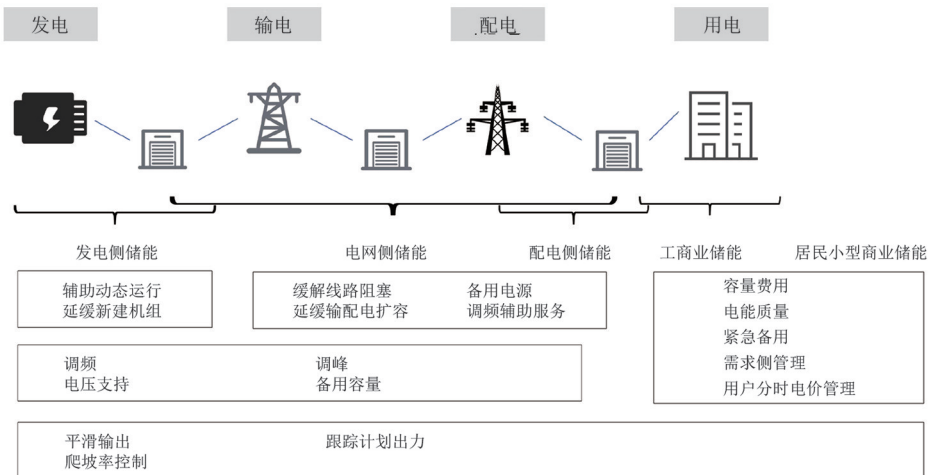 发电 输电 配电 用电
发电侧储能 电网侧储能 配电侧储能 工商业储能 居民小型商业储能
辅助动态运行
延缓新建机组
缓解线路阻塞 备用电源
延缓输配电扩容 调频辅助服务
容量费用
电能质量
紧急备用
需求侧管理
用户分时电价管理
调频 调峰
电压支持 备用容量
平滑输出 跟踪计划出力
爬坡率控制